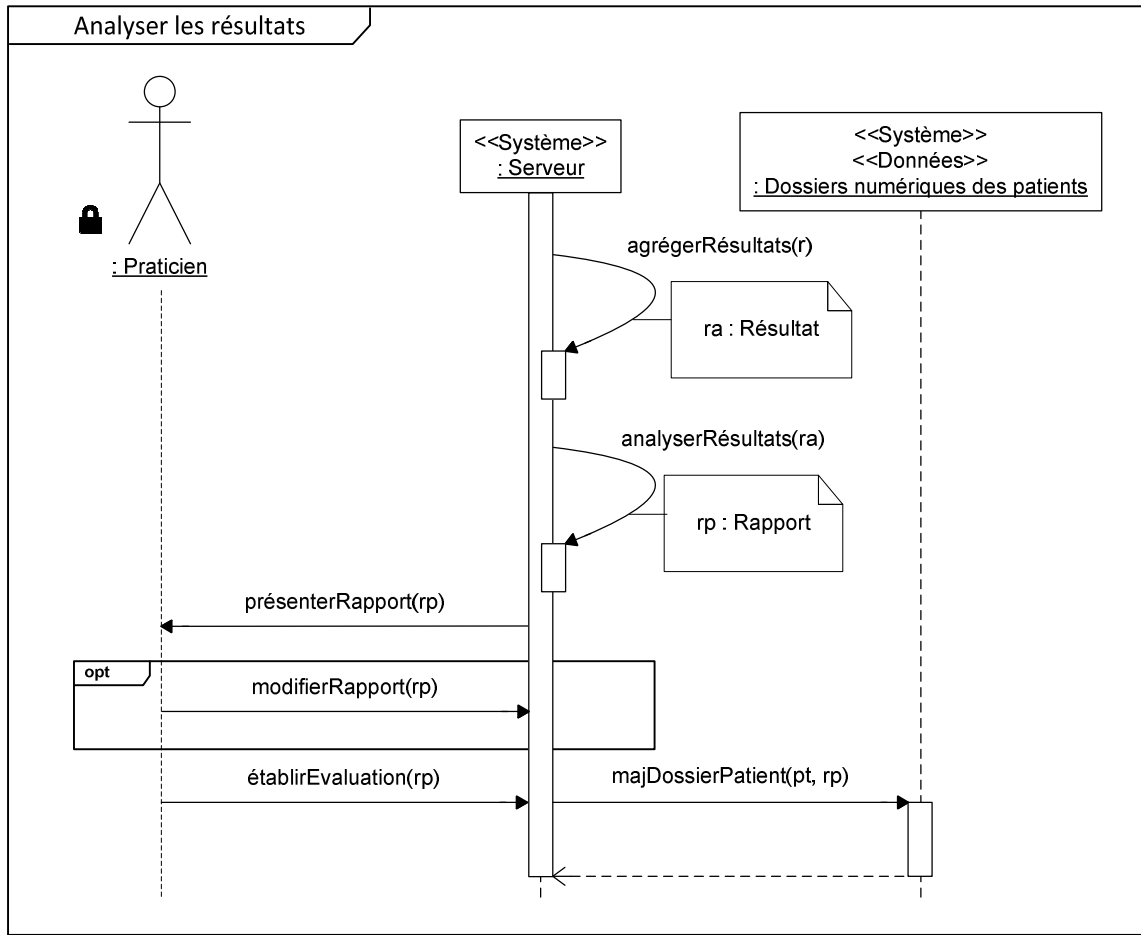 Analyser les résultats
<<Système>>
: Serveur
<<Système>>
<<Données>>
: Dossiers numériques des patients
: Praticien
agrégerRésultats(r)
ra : Résultat
analyserRésultats(ra)
rp : Rapport
présenterRapport(rp)
opt
modifierRapport(rp)
établirEvaluation(rp)
majDossierPatient(pt, rp)